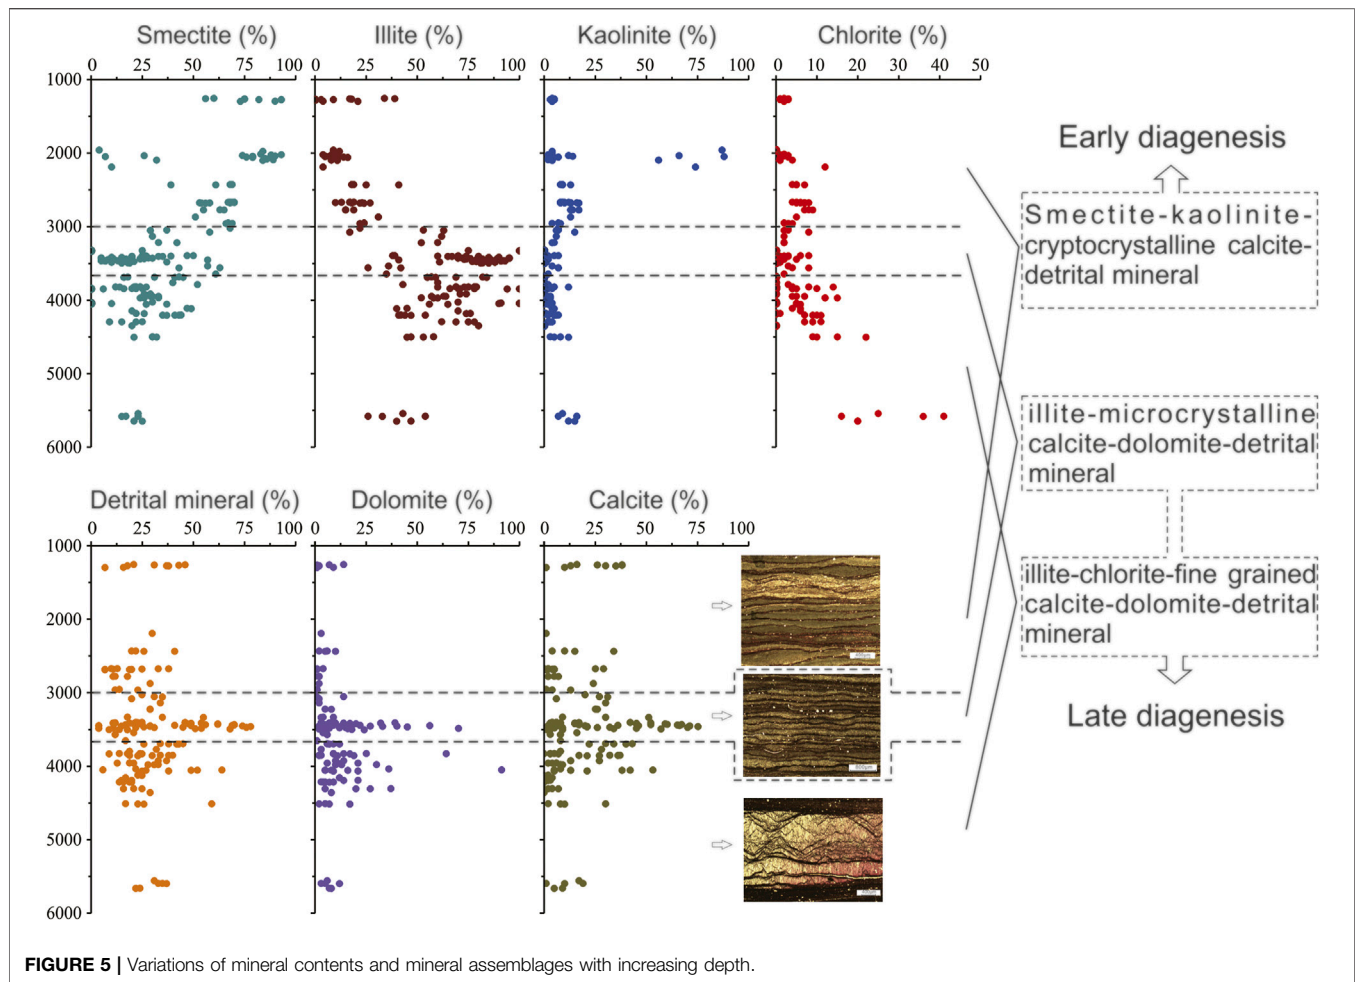 Smectite (%)
Illite (%)
Kaolinite (%)
Chlorite (%)
0 25 50 75 100
0 25 50 75 100
0 25 50 75 100
0 10 20 30 40 50
1000
2000
3000
4000
5000
6000
Detrital mineral (%)
Dolomite (%)
Calcite (%)
0 25 50 75 100
0 25 50 75 100
0 25 50 75 100
1000
2000
3000
4000
5000
6000
Early diagenesis
Smectite-kaolinite-
cryptocrystalline calcite-
detrital mineral
illite-microcrystalline
calcite-dolomite-detrital
mineral
illite-chlorite-fine grained
calcite-dolomite-detrital
mineral
Late diagenesis
FIGURE 5 | Variations of mineral contents and mineral assemblages with increasing depth.